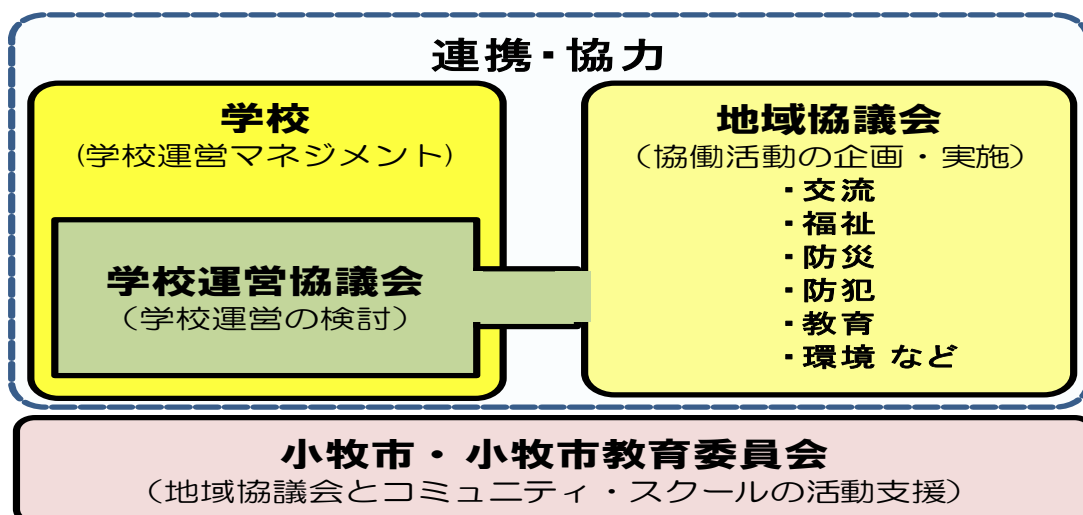 連携・協力
学校
(学校運営マネジメント)
学校運営協議会
（学校運営の検討）
地域協議会
（協働活動の企画・実施）
・交流
・福祉
・防災
・防犯
・教育
・環境 など
小牧市・小牧市教育委員会
（地域協議会とコミュニティ・スクールの活動支援）